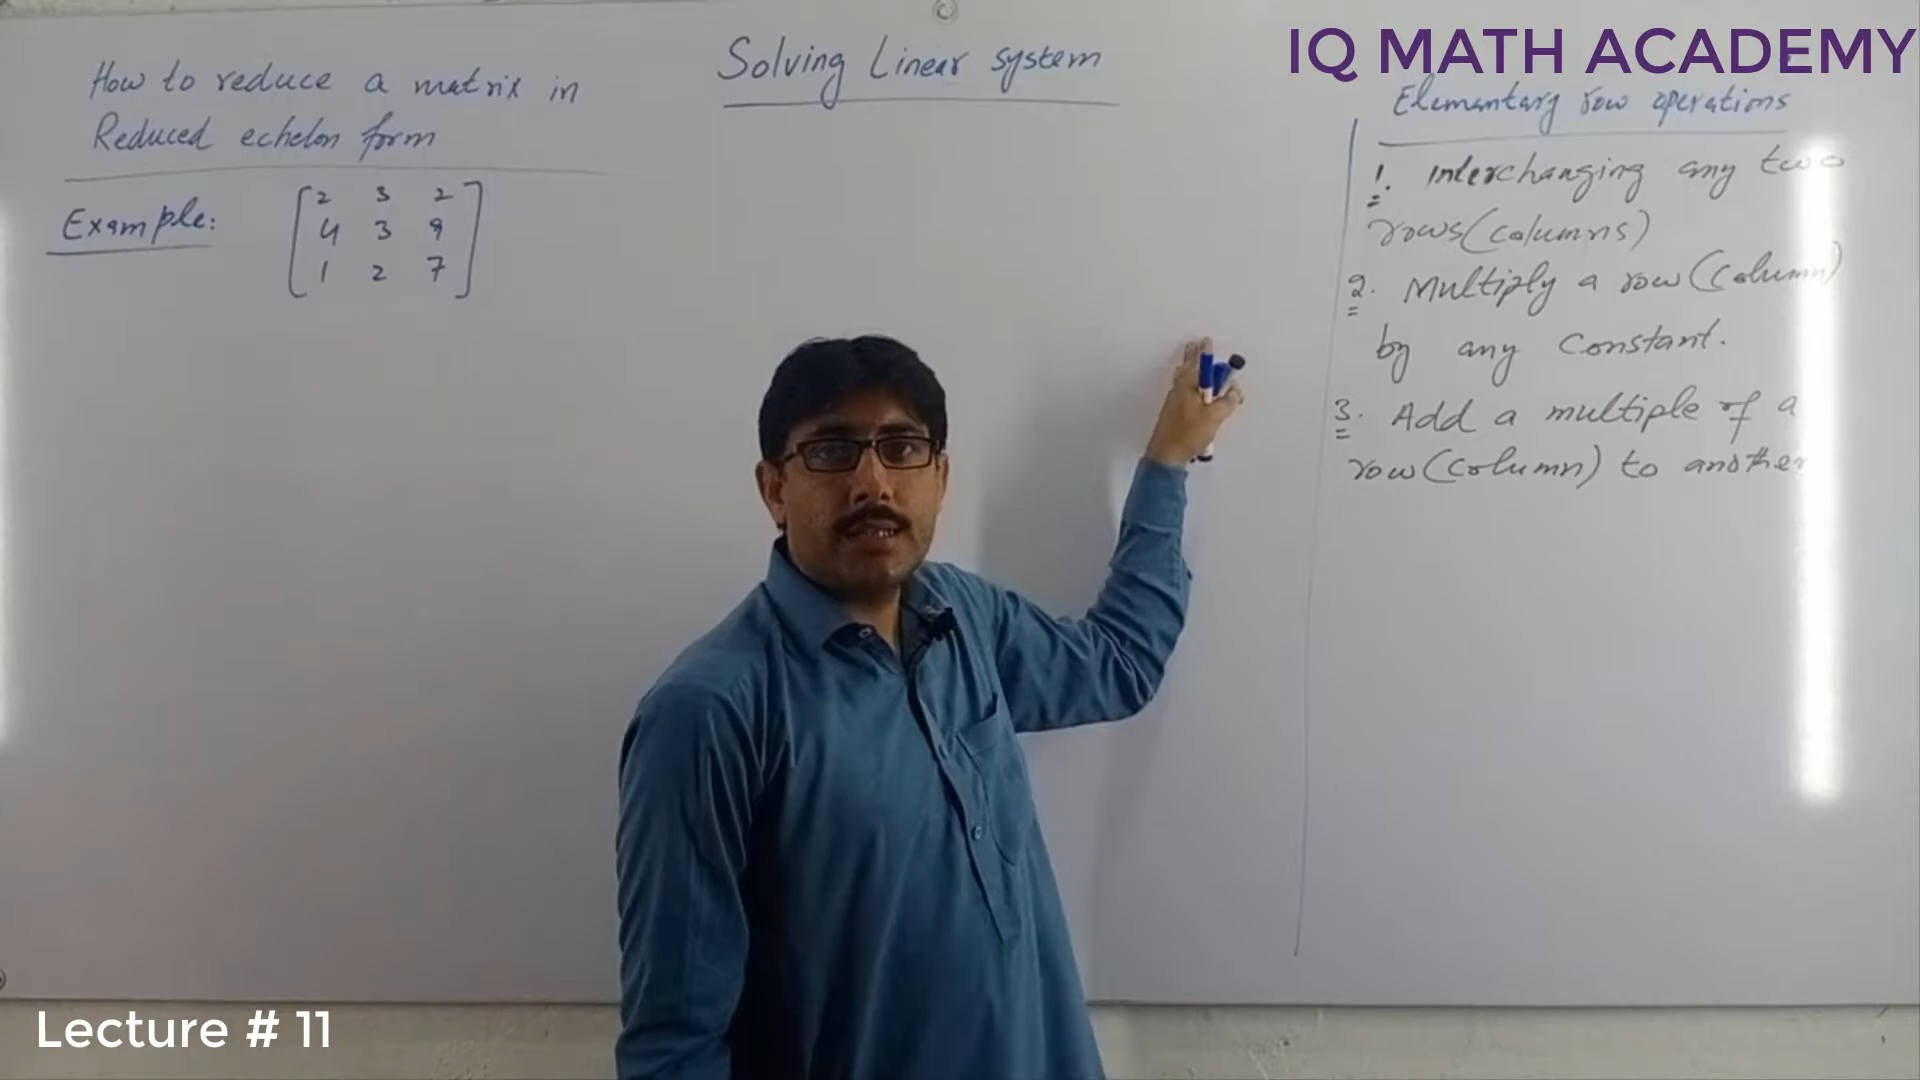 IQ MATH ACADEMY
Solving Linear system
How to reduce a matrix in
Reduced echelon form
Example:
2 3 2
4 3 9
1 2 7
Elementary row operations
1. Interchanging any two
rows(columns)
2. Multiply a row(Column)
by any Constant.
3. Add a multiple of a
row(Column) to another
Lecture # 11